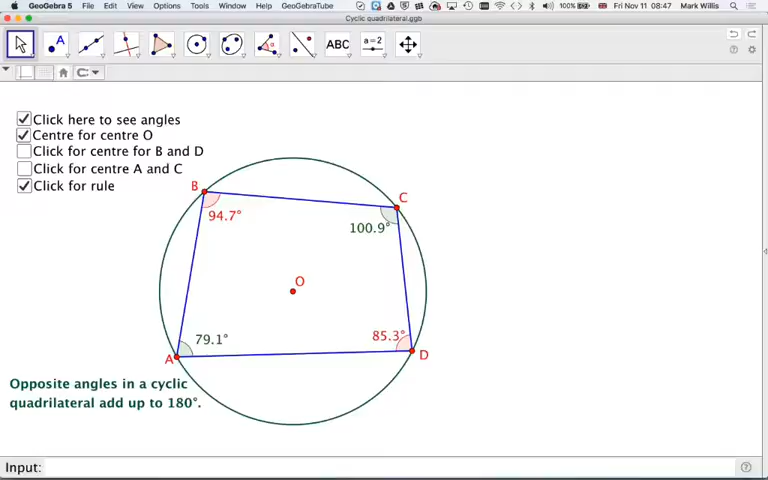 GeoGebra 5 File Edit View Options Tools Window Help 100% Fri Nov 11 08:47 Mark Willis
Cyclic quadrilateral.ggb
A ABC a=2
Click here to see angles
Centre for centre O
Click for centre for B and D
Click for centre A and C
Click for rule
B
C
94.7°
100.9°
O
79.1°
85.3°
A
D
Opposite angles in a cyclic
quadrilateral add up to 180°.
Input: